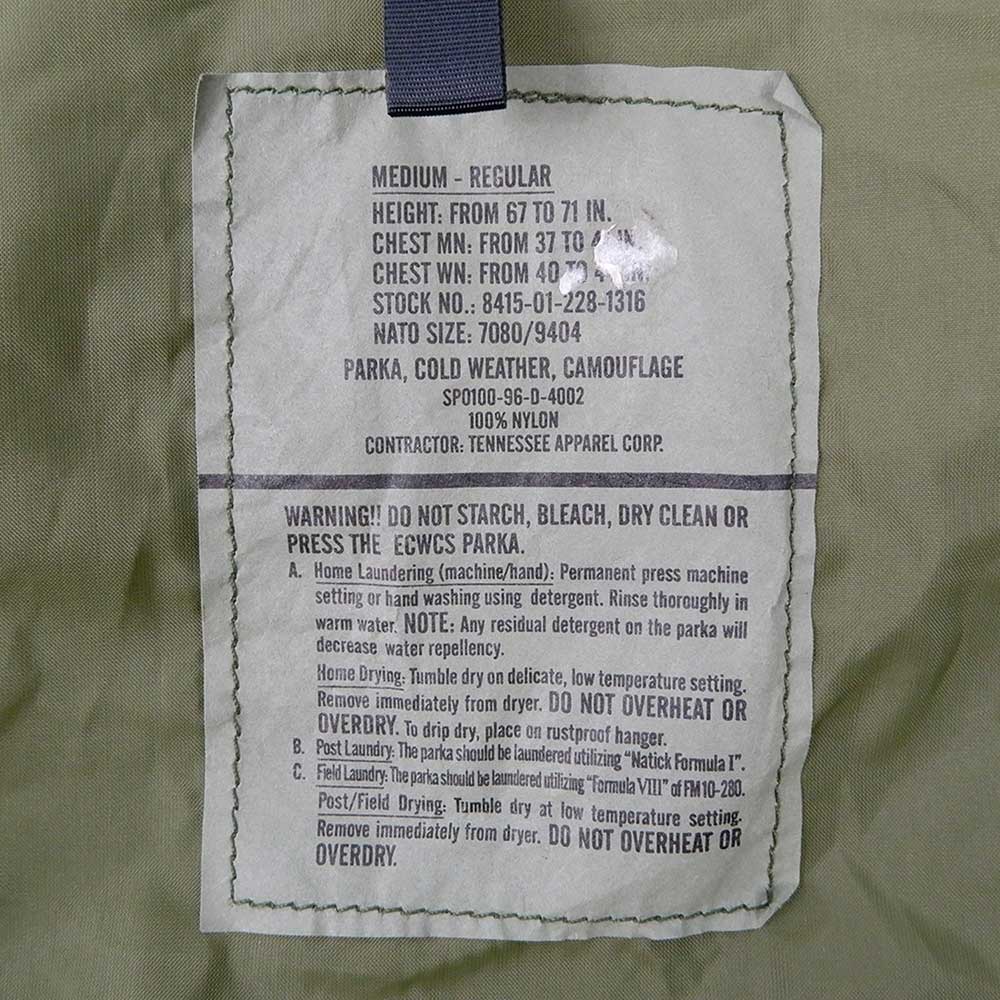 MEDIUM - REGULAR
HEIGHT: FROM 67 TO 71 IN.
CHEST MN: FROM 37 TO IN.
CHEST WN: FROM 40 TO IN.
STOCK NO.: 8415-01-228-1316
NATO SIZE: 7080/9404
PARKA, COLD WEATHER, CAMOUFLAGE
SPO100-96-D-4002
100% NYLON
CONTRACTOR: TENNESSEE APPAREL CORP.
WARNING!! DO NOT STARCH, BLEACH, DRY CLEAN OR
PRESS THE ECWCS PARKA.
A. Home Laundering (machine/hand): Permanent press machine
setting or hand washing using detergent. Rinse thoroughly in
warm water. NOTE: Any residual detergent on the parka will
decrease water repellency.
Home Drying: Tumble dry on delicate, low temperature setting.
Remove immediately from dryer. DO NOT OVERHEAT OR
OVERDRY. To drip dry, place on rustproof hanger.
B. Post Laundry: The parka should be laundered utilizing "Natick Formula I".
C. Field Laundry: The parka should be laundered utilizing "Formula VIII" of FM10-280.
Post/Field Drying: Tumble dry at low temperature setting.
Remove immediately from dryer. DO NOT OVERHEAT OR
OVERDRY.